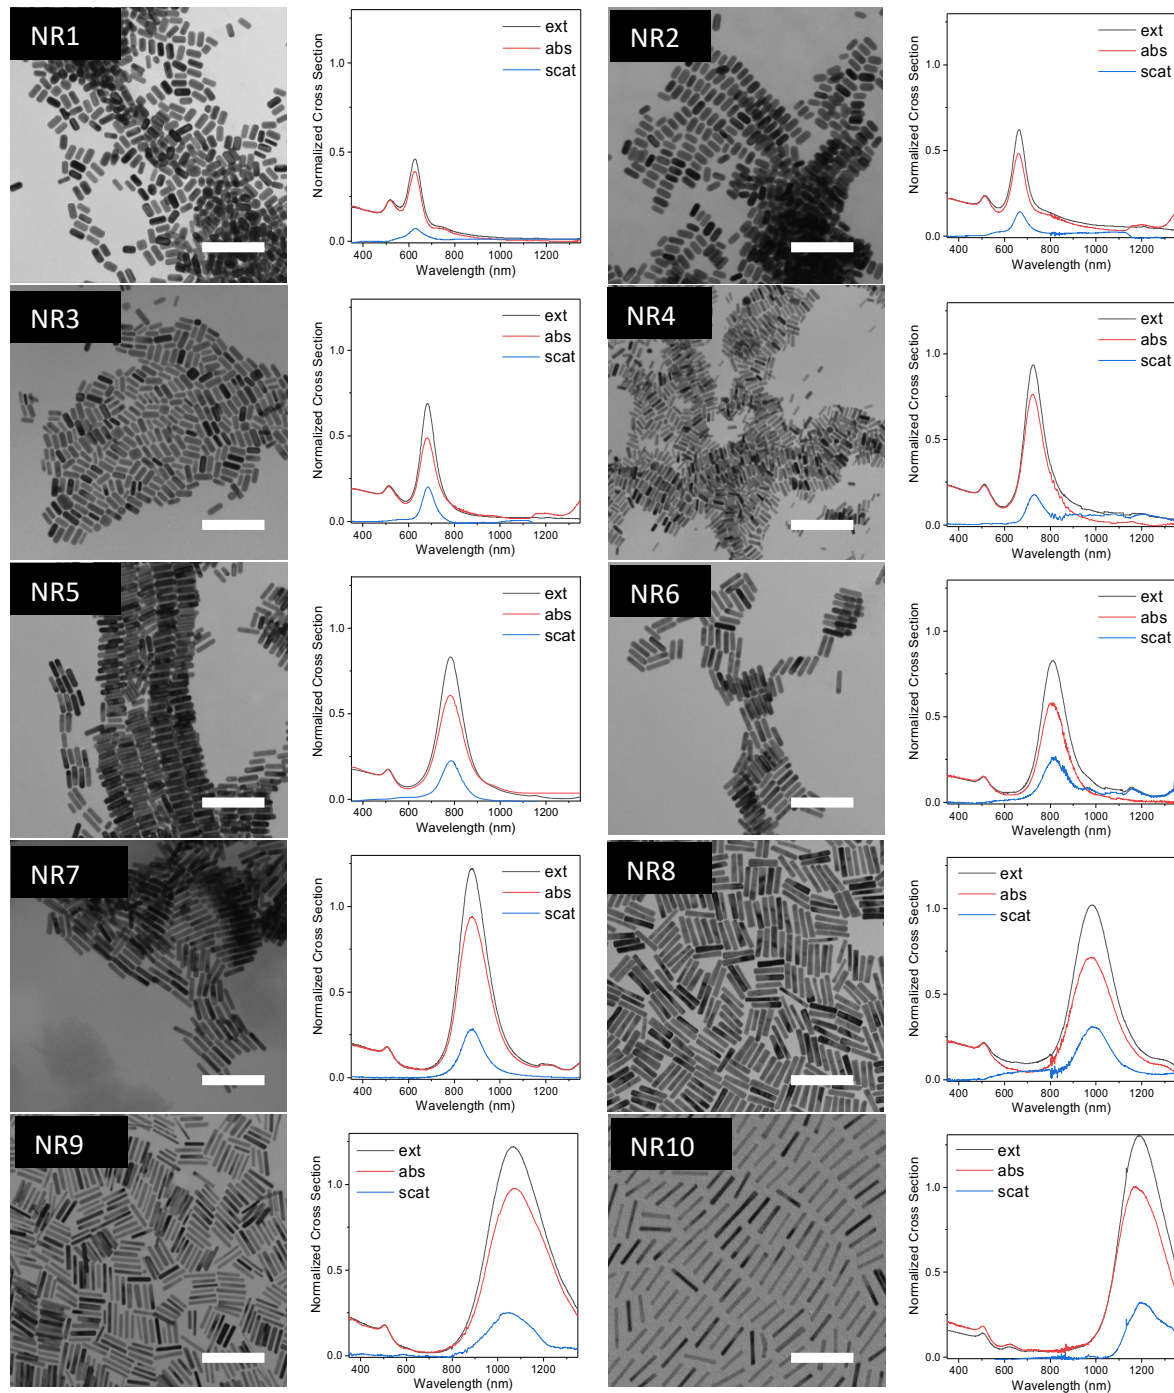 NR1
ext
abs
scat
Normalized Cross Section
1.0
0.5
0.0
400 600 800 1000 1200
Wavelength (nm)
NR2
ext
abs
scat
Normalized Cross Section
1.0
0.5
0.0
400 600 800 1000 1200
Wavelength (nm)
NR3
ext
abs
scat
Normalized Cross Section
1.0
0.5
0.0
400 600 800 1000 1200
Wavelength (nm)
NR4
ext
abs
scat
Normalized Cross Section
1.0
0.5
0.0
400 600 800 1000 1200
Wavelength (nm)
NR5
ext
abs
scat
Normalized Cross Section
1.0
0.5
0.0
400 600 800 1000 1200
Wavelength (nm)
NR6
ext
abs
scat
Normalized Cross Section
1.0
0.5
0.0
400 600 800 1000 1200
Wavelength (nm)
NR7
ext
abs
scat
Normalized Cross Section
1.0
0.5
0.0
400 600 800 1000 1200
Wavelength (nm)
NR8
ext
abs
scat
Normalized Cross Section
1.0
0.5
0.0
400 600 800 1000 1200
Wavelength (nm)
NR9
ext
abs
scat
Normalized Cross Section
1.0
0.5
0.0
400 600 800 1000 1200
Wavelength (nm)
NR10
ext
abs
scat
Normalized Cross Section
1.0
0.5
0.0
400 600 800 1000 1200
Wavelength (nm)